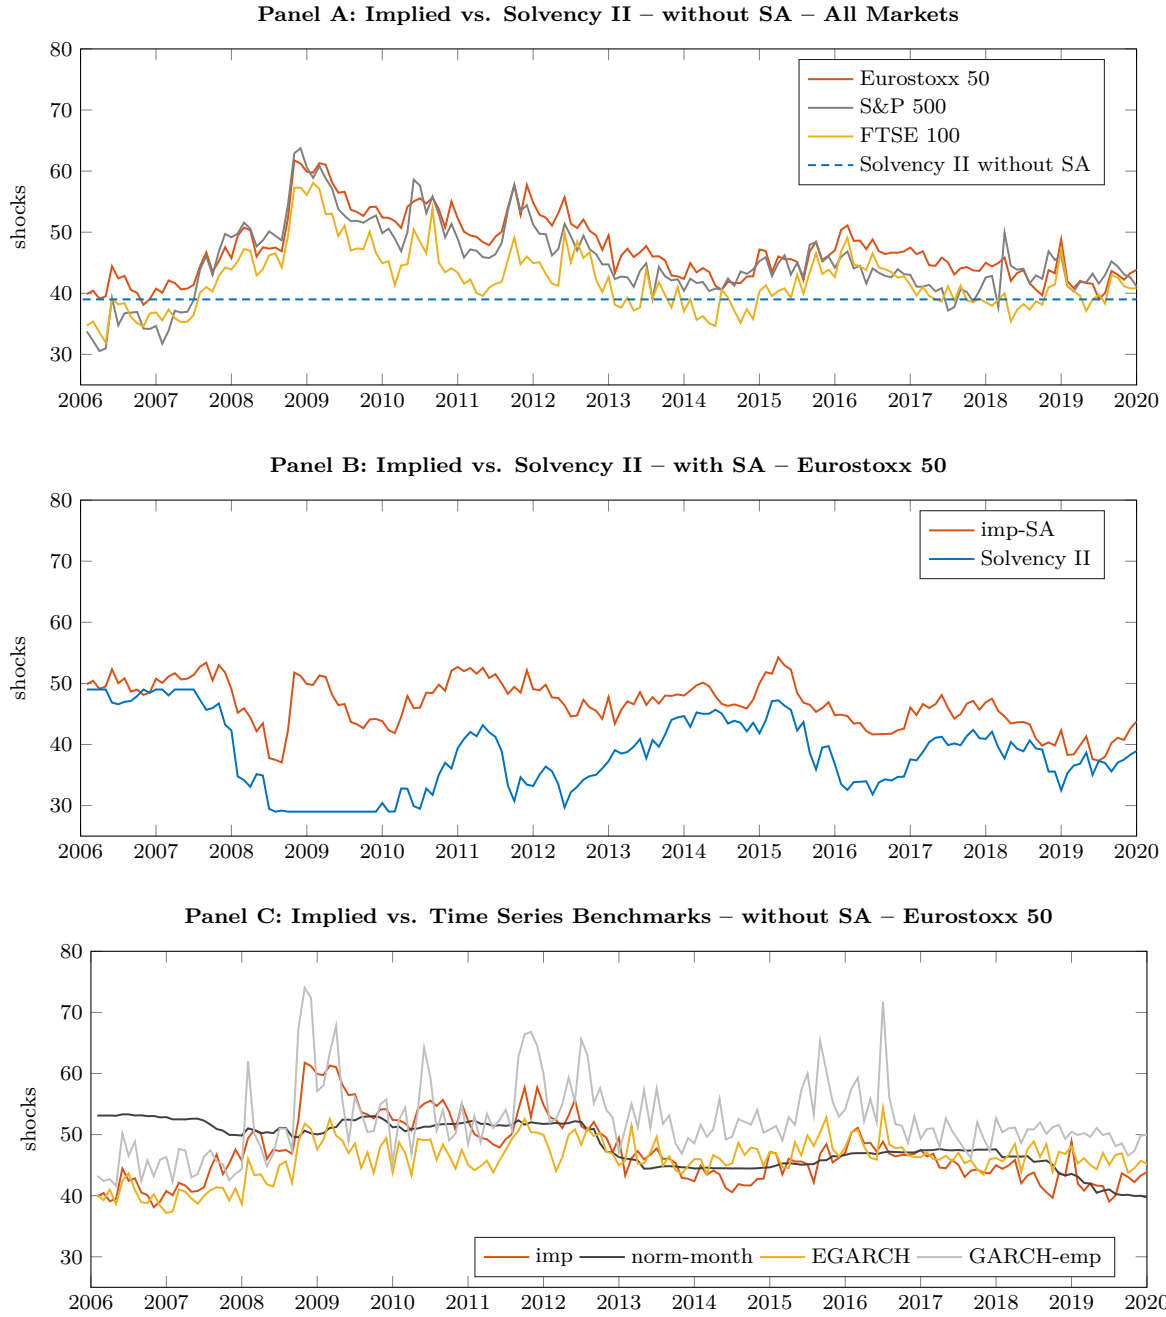 Panel A: Implied vs. Solvency II – without SA – All Markets
80
70
60
50
40
30
shocks
Eurostoxx 50
S&P 500
FTSE 100
Solvency II without SA
2006 2007 2008 2009 2010 2011 2012 2013 2014 2015 2016 2017 2018 2019 2020
Panel B: Implied vs. Solvency II – with SA – Eurostoxx 50
80
70
60
50
40
30
shocks
imp-SA
Solvency II
2006 2007 2008 2009 2010 2011 2012 2013 2014 2015 2016 2017 2018 2019 2020
Panel C: Implied vs. Time Series Benchmarks – without SA – Eurostoxx 50
80
70
60
50
40
30
shocks
imp norm-month EGARCH GARCH-emp
2006 2007 2008 2009 2010 2011 2012 2013 2014 2015 2016 2017 2018 2019 2020